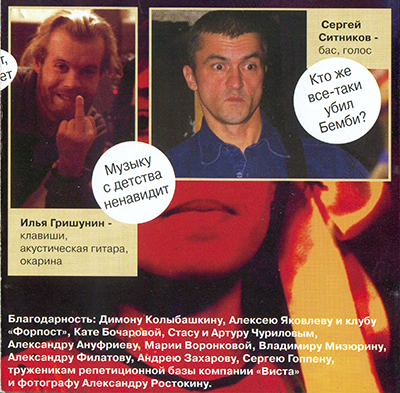 т,
ет
Сергей
Ситников -
бас, голос
Кто же
все-таки
убил
Бемби?
Музыку
с детства
ненавидит
Илья Гришунин -
клавиши,
акустическая гитара,
окарина
Благодарность: Димону Колыбашкину, Алексею Яковлеву и клубу
«Форпост», Кате Бочаровой, Стасу и Артуру Чуриловым,
Александру Ануфриеву, Марии Воронковой, Владимиру Мизюрину,
Александру Филатову, Андрею Захарову, Сергею Гоппену,
труженикам репетиционной базы компании «Виста»
и фотографу Александру Ростокину.